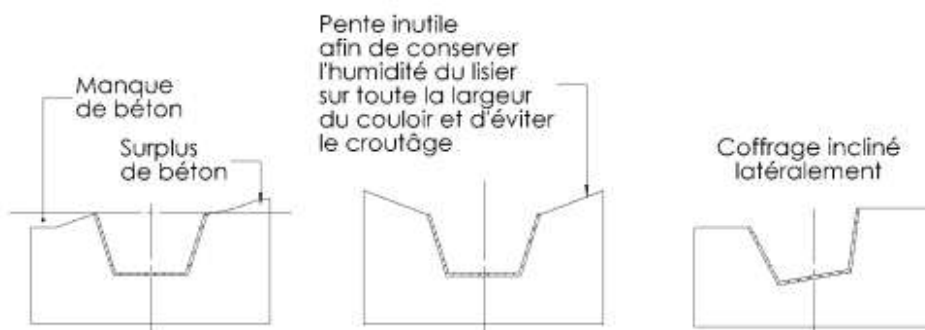 Manque
de béton
Surplus
de béton
Pente inutile
afin de conserver
l'humidité du lisier
sur toute la largeur
du couloir et d'éviter
le croutâge
Coffrage incliné
latéralement